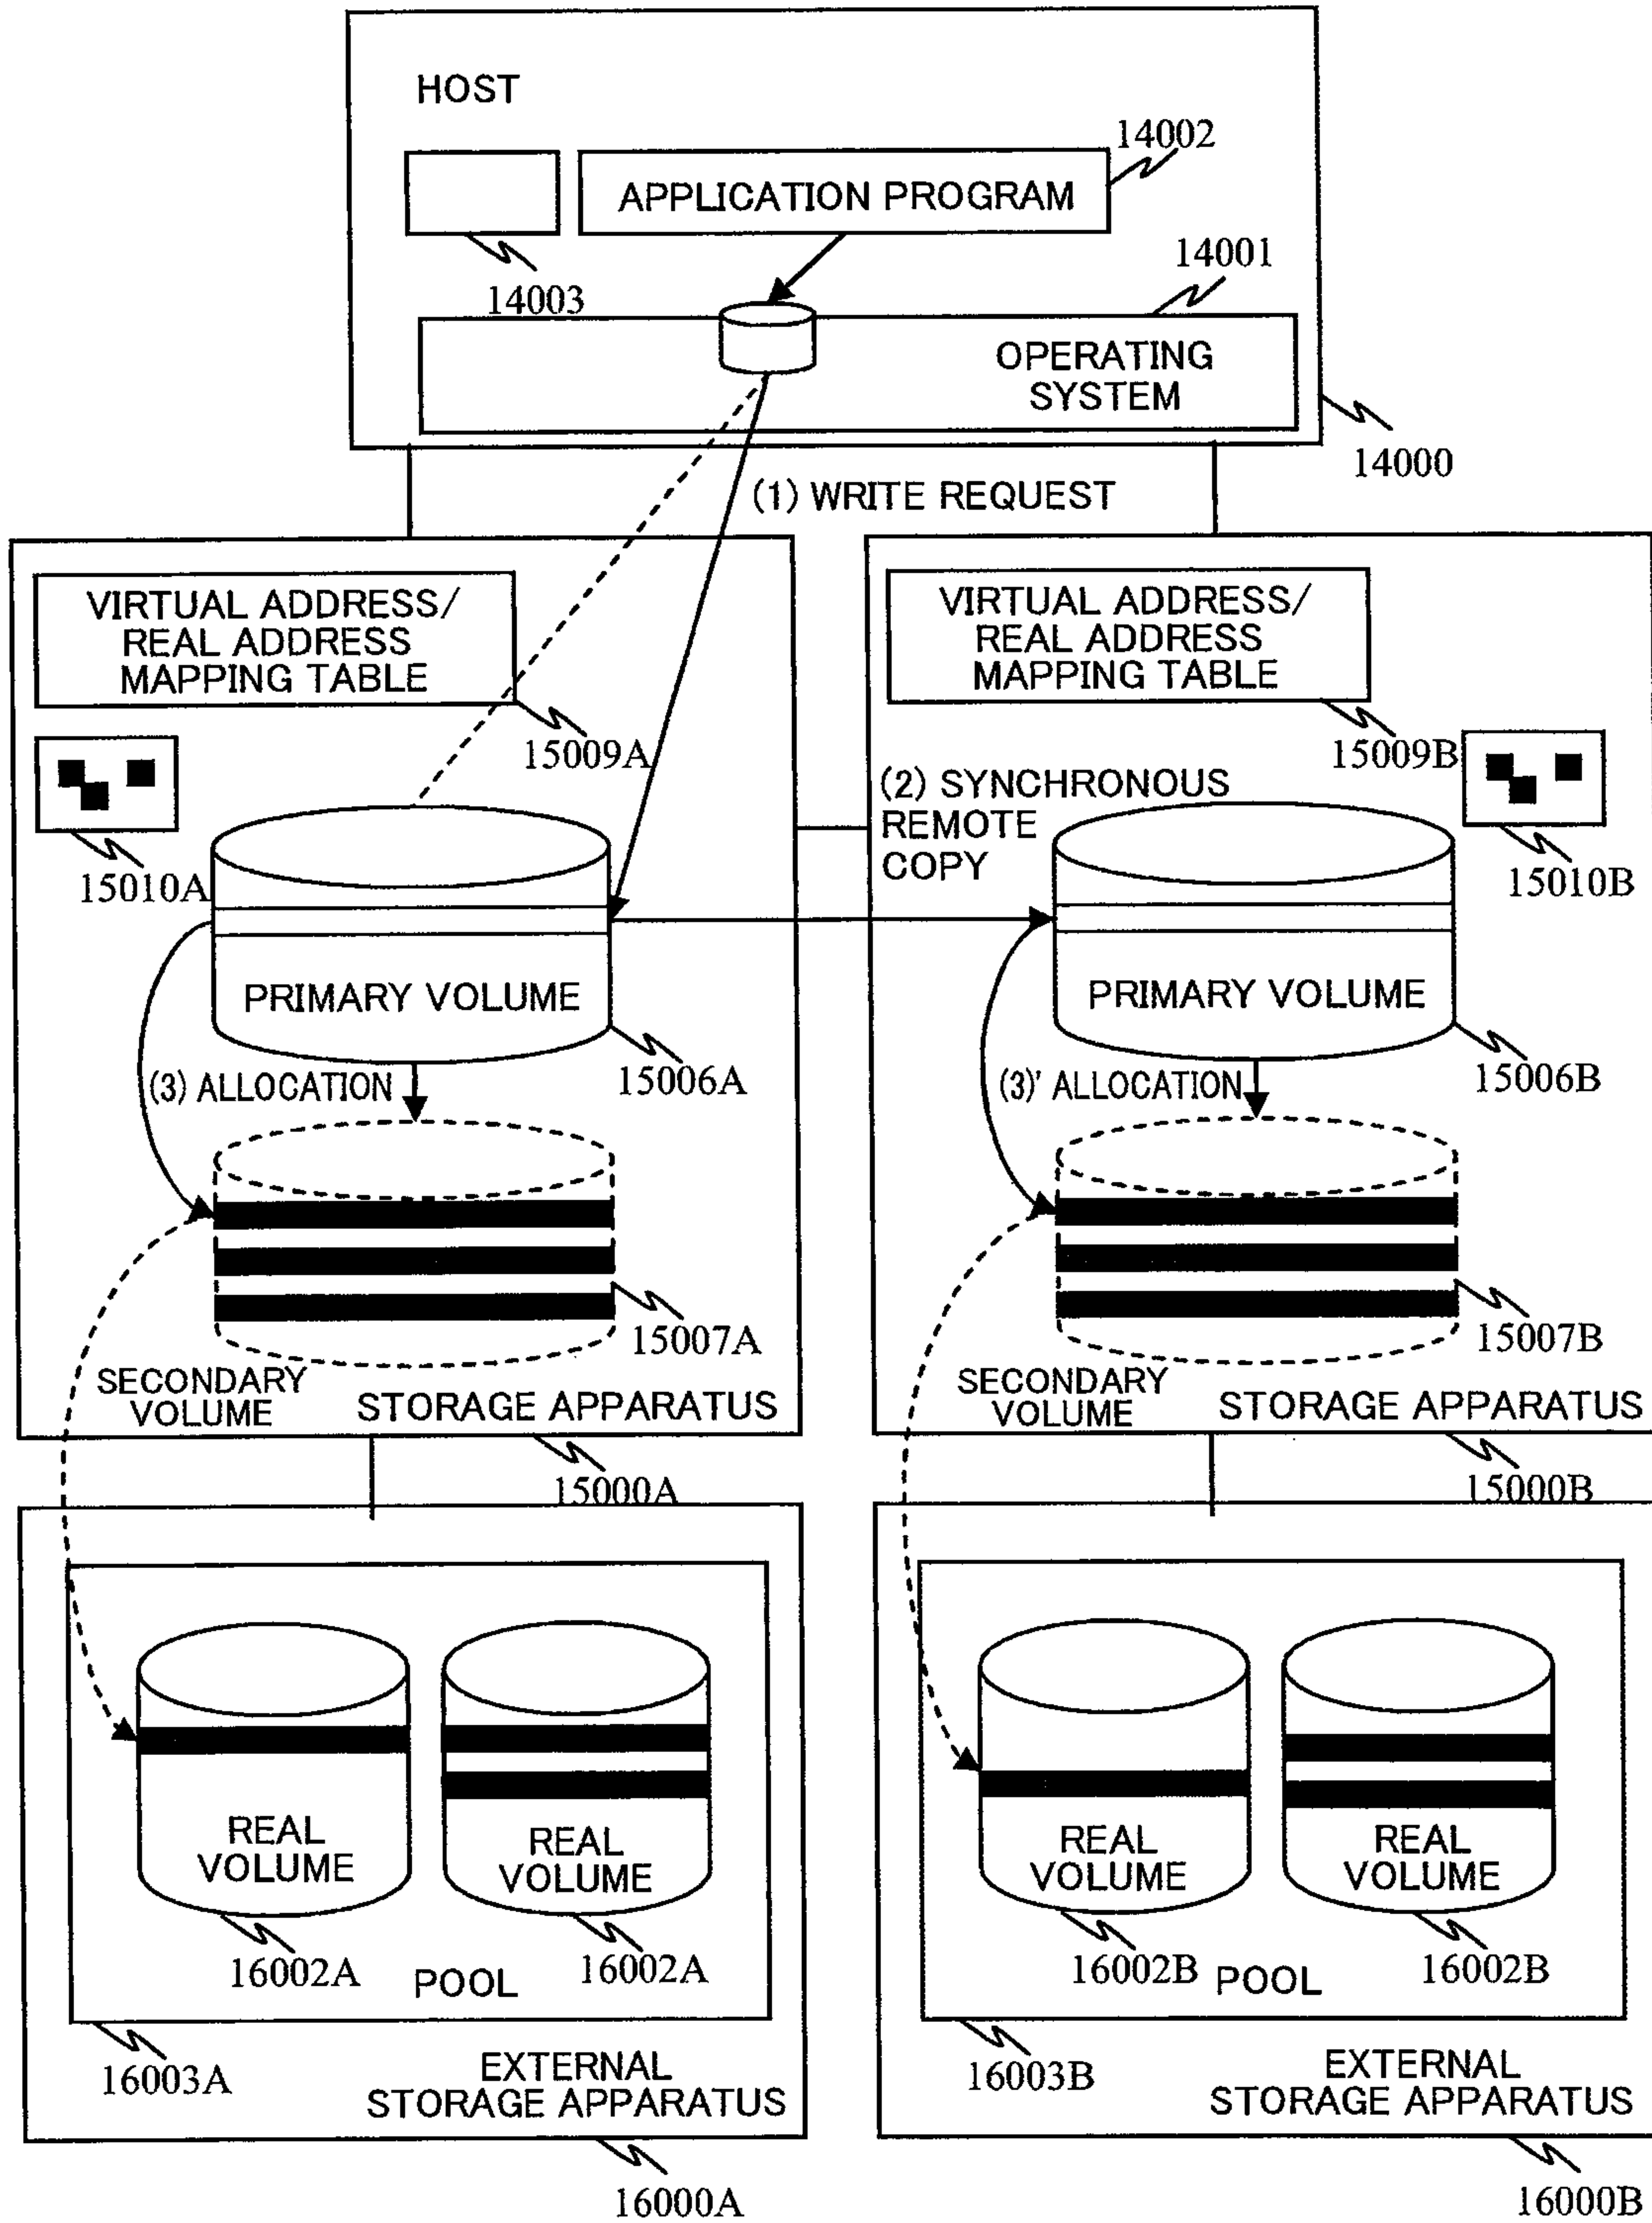 HOST
14002
APPLICATION PROGRAM
14001
14003
OPERATING
SYSTEM
14000
(1) WRITE REQUEST
VIRTUAL ADDRESS/
REAL ADDRESS
MAPPING TABLE
15009A
15010A
VIRTUAL ADDRESS/
REAL ADDRESS
MAPPING TABLE
15009B
15010B
(2) SYNCHRONOUS
REMOTE
COPY
PRIMARY VOLUME
15006A
(3) ALLOCATION
15007A
SECONDARY
VOLUME
STORAGE APPARATUS
15000A
PRIMARY VOLUME
15006B
(3)' ALLOCATION
15007B
SECONDARY
VOLUME
STORAGE APPARATUS
15000B
REAL
VOLUME
16002A
REAL
VOLUME
16002A
POOL
16003A
EXTERNAL
STORAGE APPARATUS
16000A
REAL
VOLUME
16002B
REAL
VOLUME
16002B
POOL
16003B
EXTERNAL
STORAGE APPARATUS
16000B